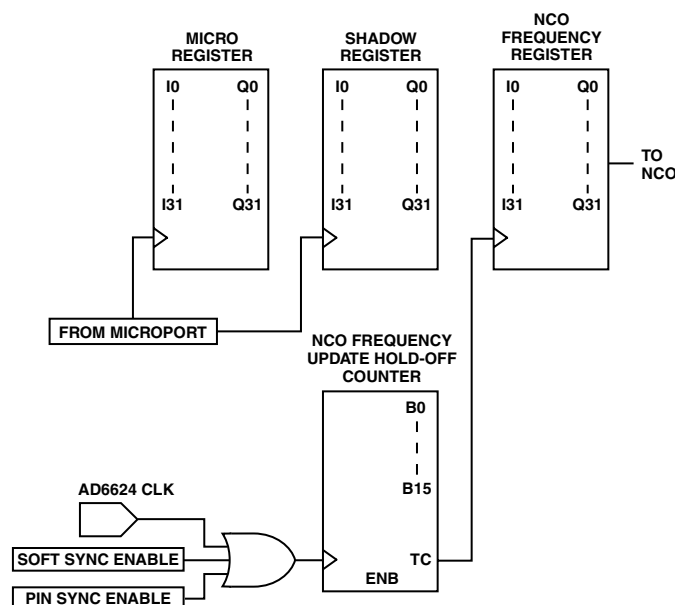 MICRO
REGISTER
I0 Q0
I31 Q31
SHADOW
REGISTER
I0 Q0
I31 Q31
NCO
FREQUENCY
REGISTER
I0 Q0
I31 Q31
TO
NCO
FROM MICROPORT
NCO FREQUENCY
UPDATE HOLD-OFF
COUNTER
B0
B15
TC
ENB
AD6624 CLK
SOFT SYNC ENABLE
PIN SYNC ENABLE